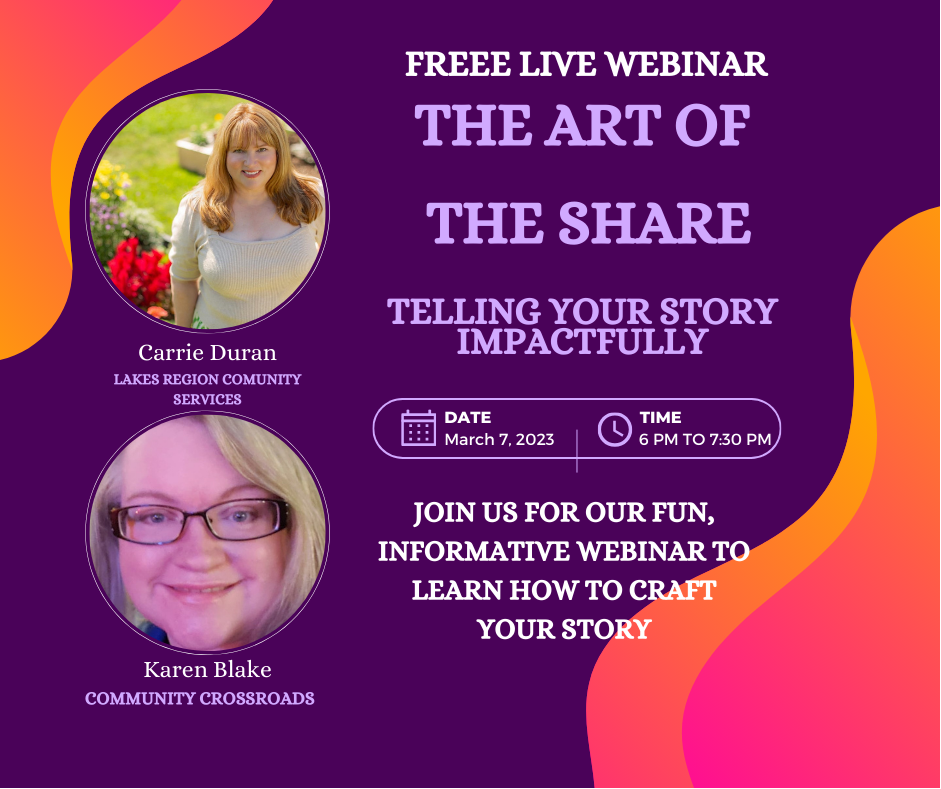 FREEE LIVE WEBINAR
THE ART OF
THE SHARE
TELLING YOUR STORY
IMPACTFULLY
DATE
March 7, 2023
TIME
6 PM TO 7:30 PM
JOIN US FOR OUR FUN,
INFORMATIVE WEBINAR TO
LEARN HOW TO CRAFT
YOUR STORY
Carrie Duran
LAKES REGION COMUNITY
SERVICES
Karen Blake
COMMUNITY CROSSROADS